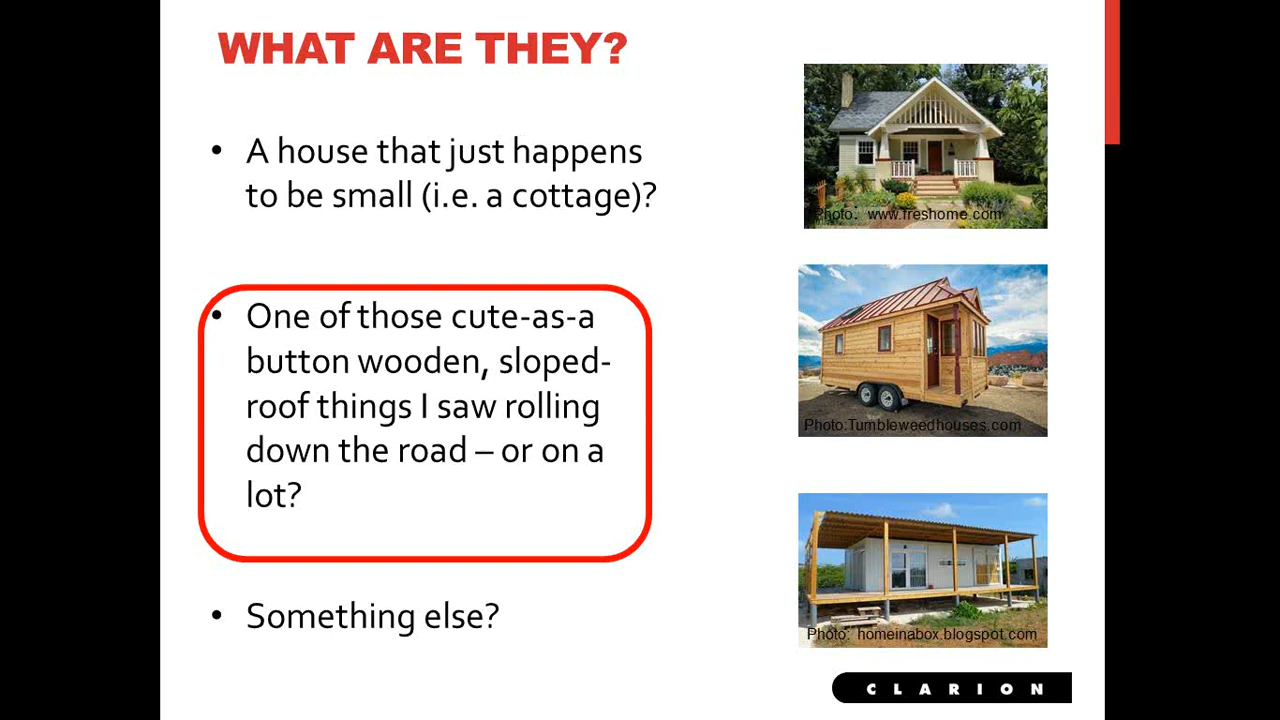 WHAT ARE THEY?
• A house that just happens
to be small (i.e. a cottage)?
Photo: www.freshome.com
• One of those cute-as-a
button wooden, sloped-
roof things I saw rolling
down the road – or on a
lot?
Photo:Tumbleweedhouses.com
• Something else?
Photo: homeinabox.blogspot.com
CLARION